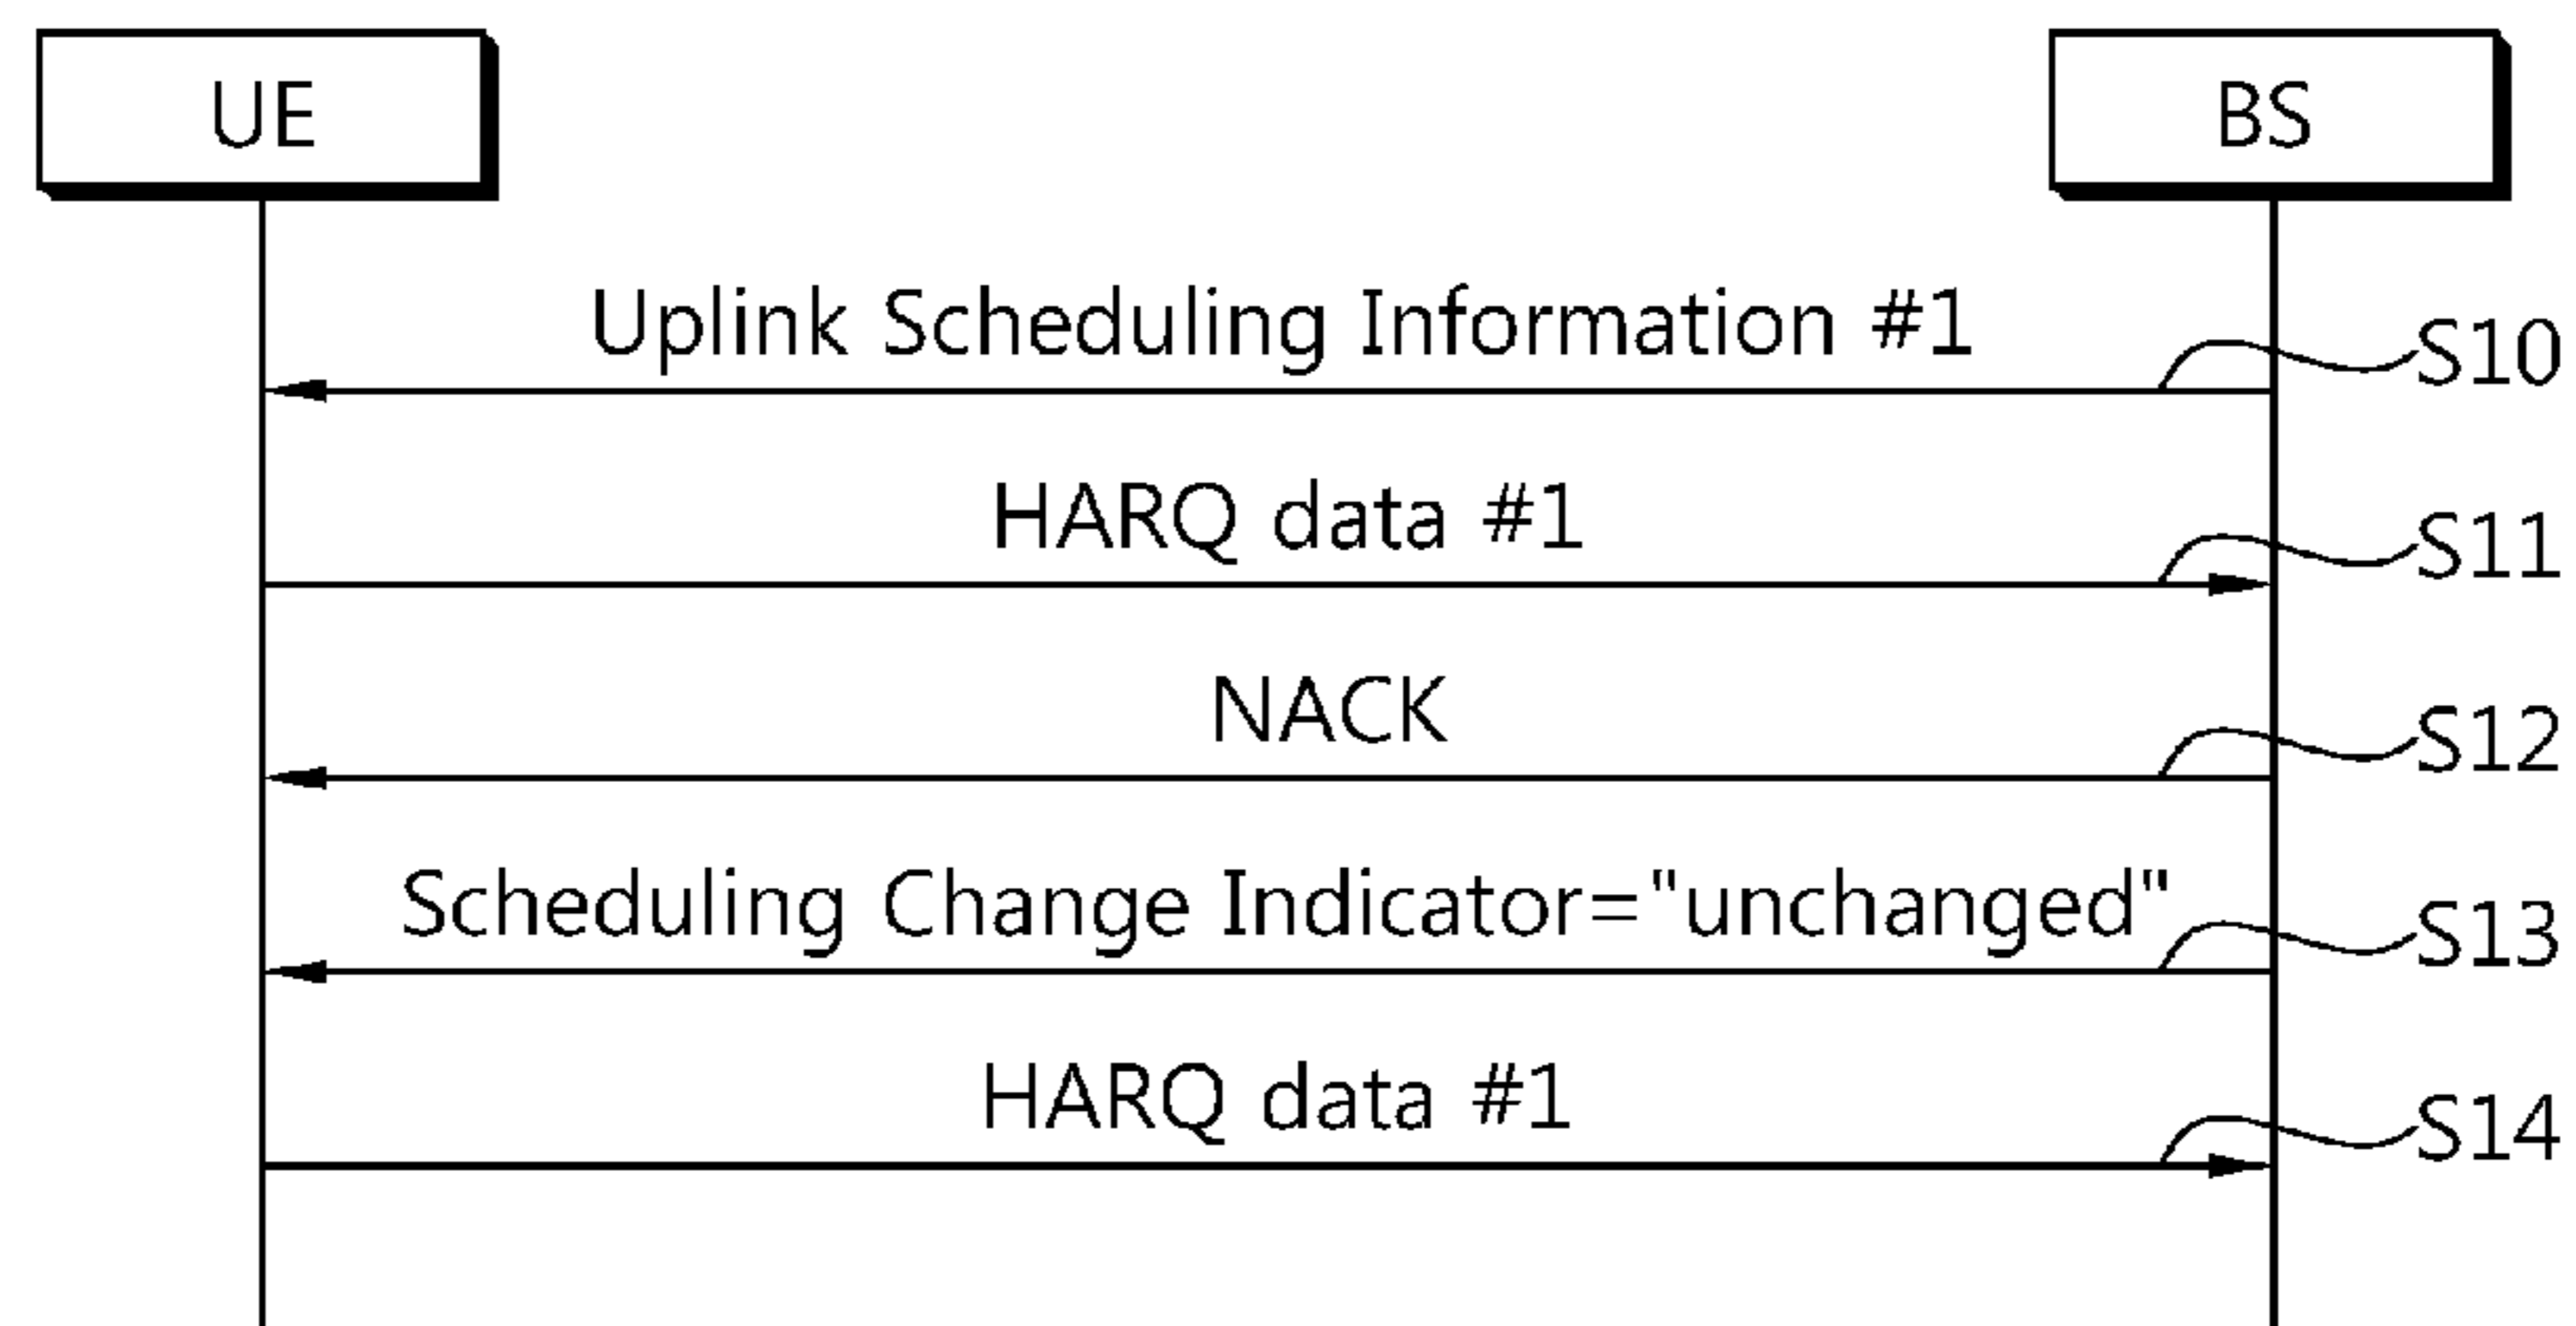 UE
BS
Uplink Scheduling Information #1
S10
HARQ data #1
S11
NACK
S12
Scheduling Change Indicator="unchanged"
S13
HARQ data #1
S14